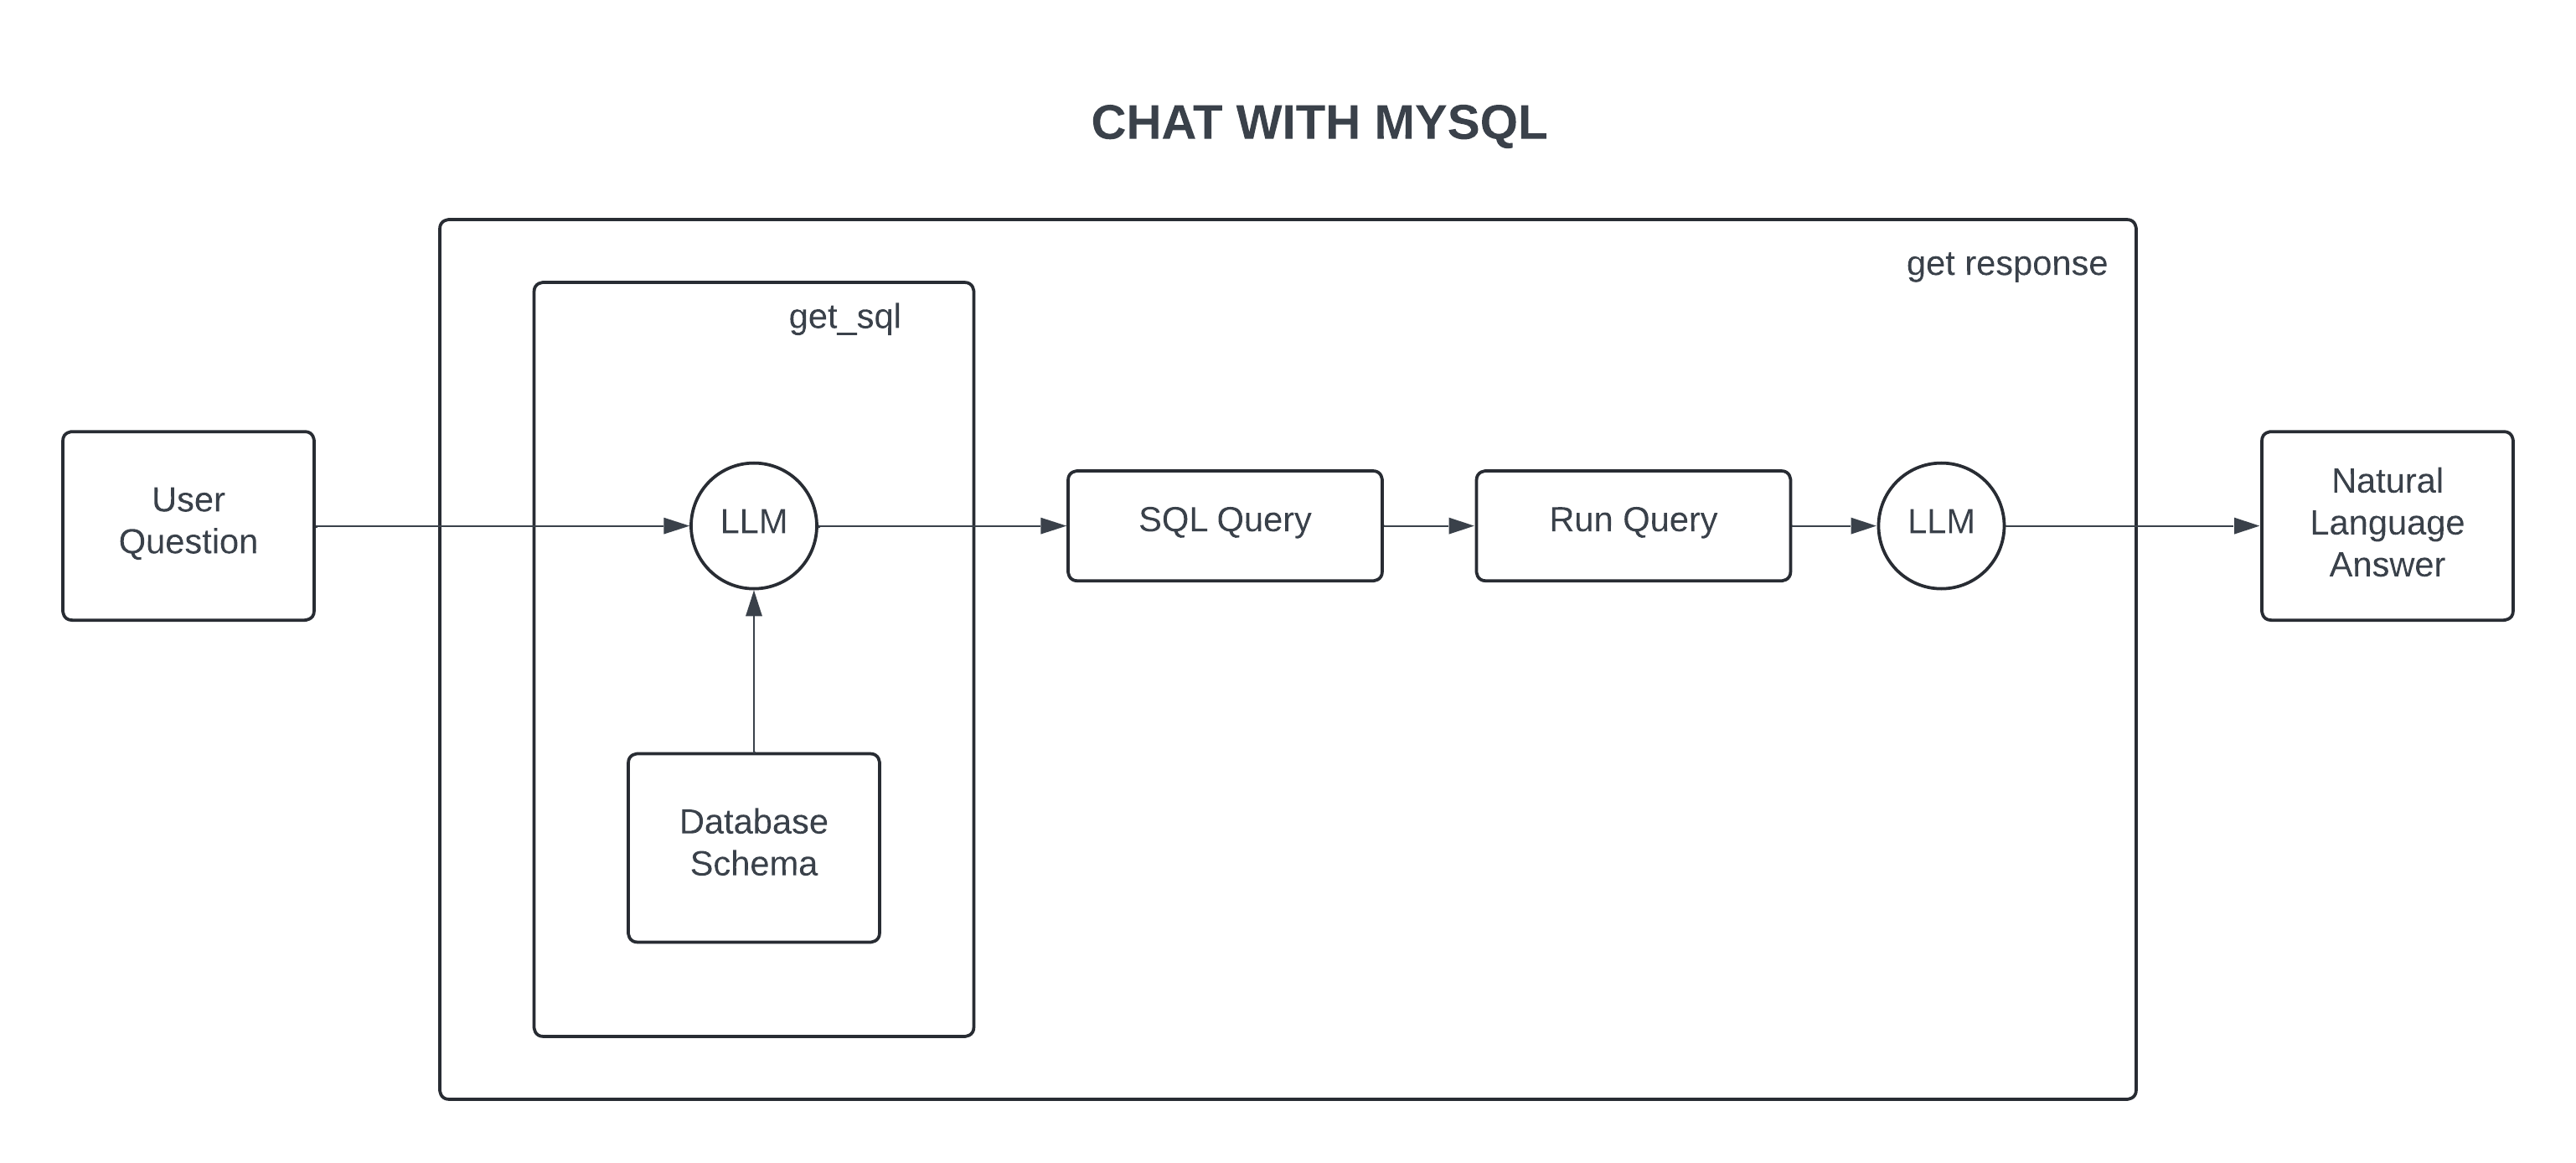 CHAT WITH MYSQL
get response
get_sql
User
Question
LLM
SQL Query
Run Query
LLM
Natural
Language
Answer
Database
Schema